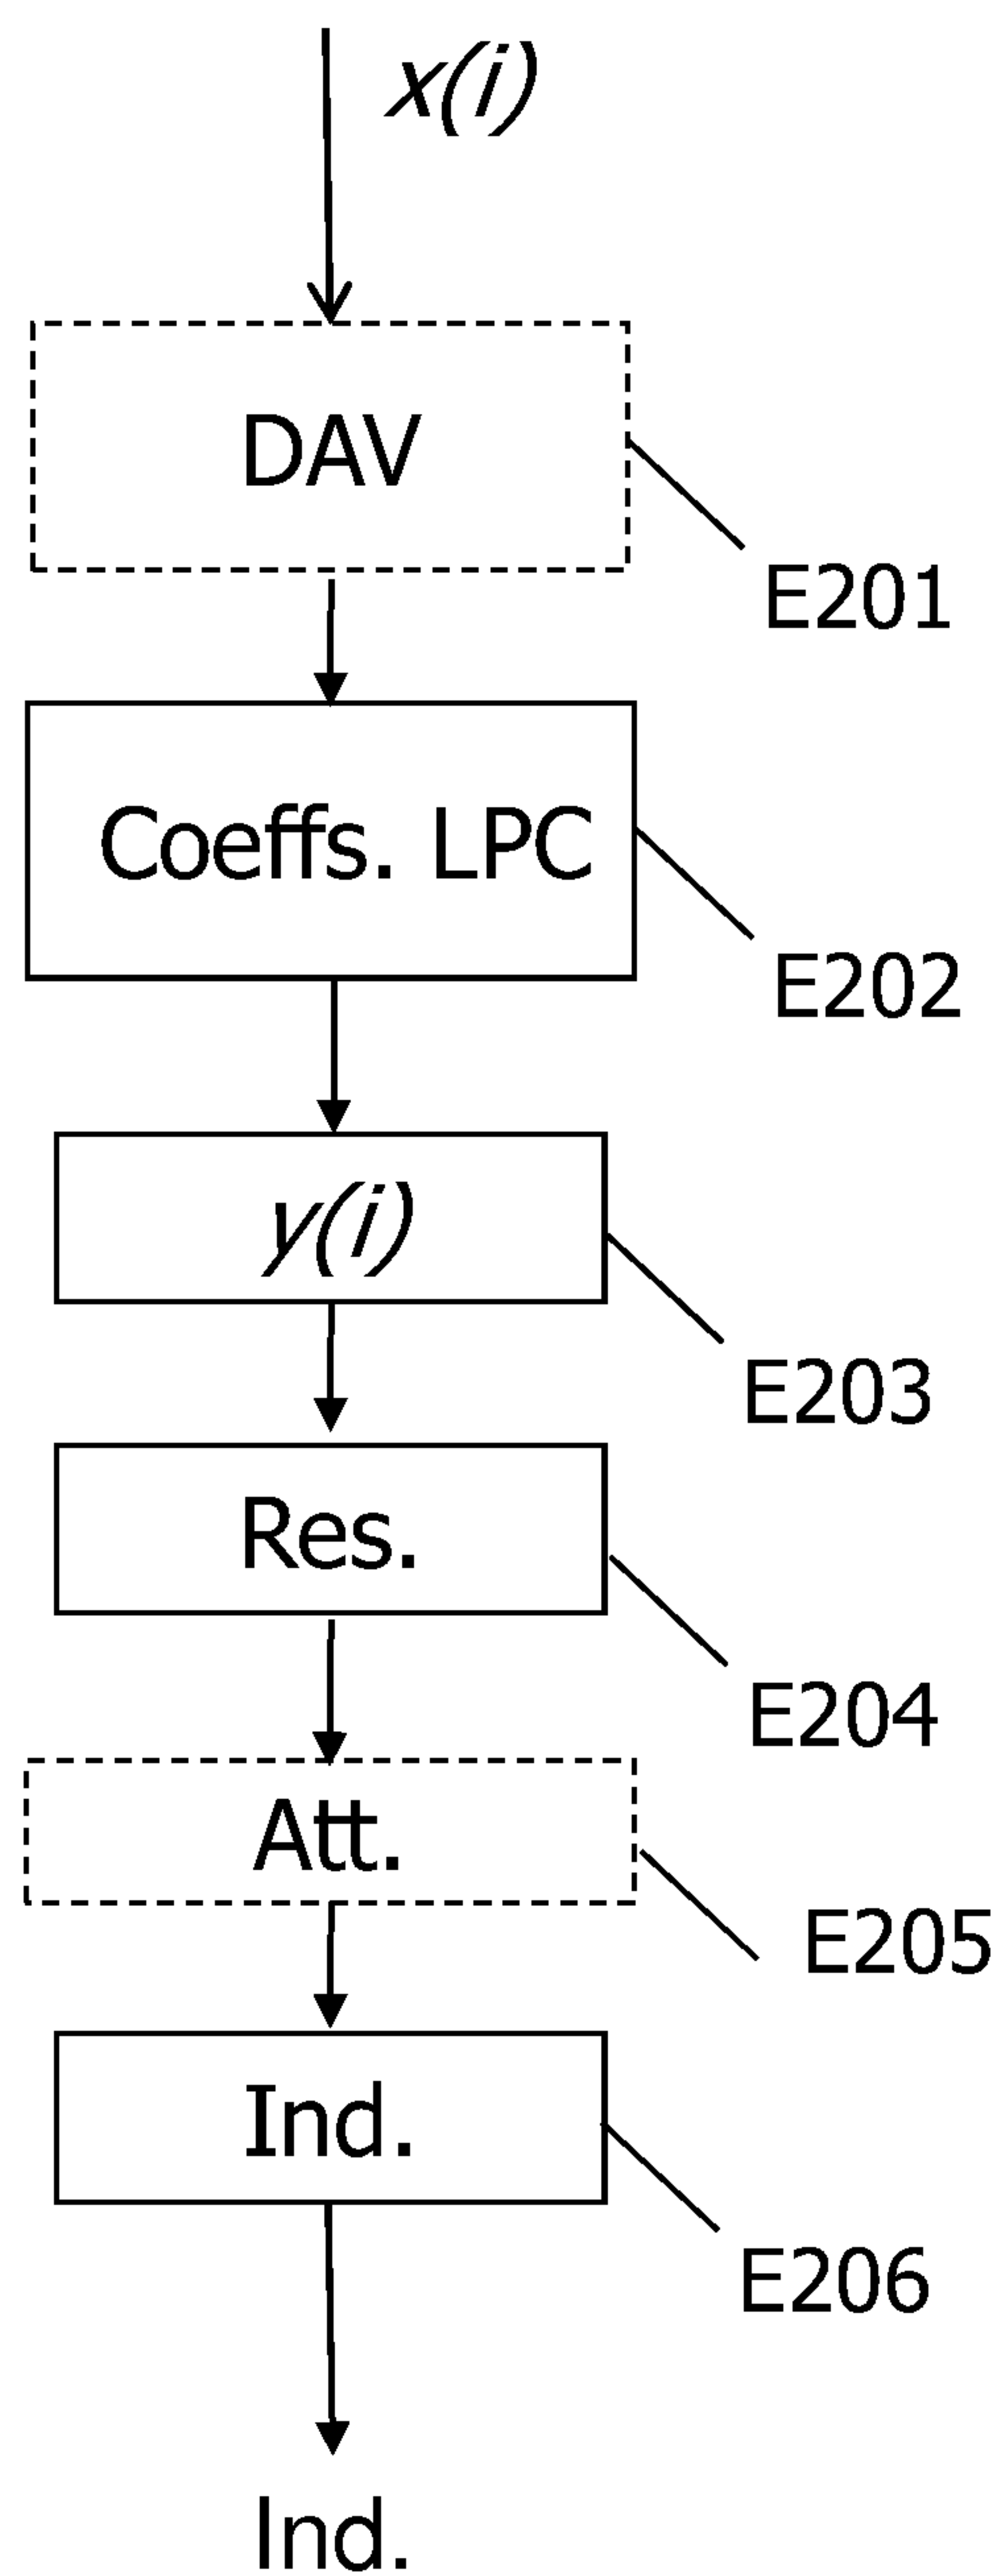 x(i)
DAV
E201
Coeffs. LPC
E202
y(i)
E203
Res.
E204
Att.
E205
Ind.
E206
Ind.